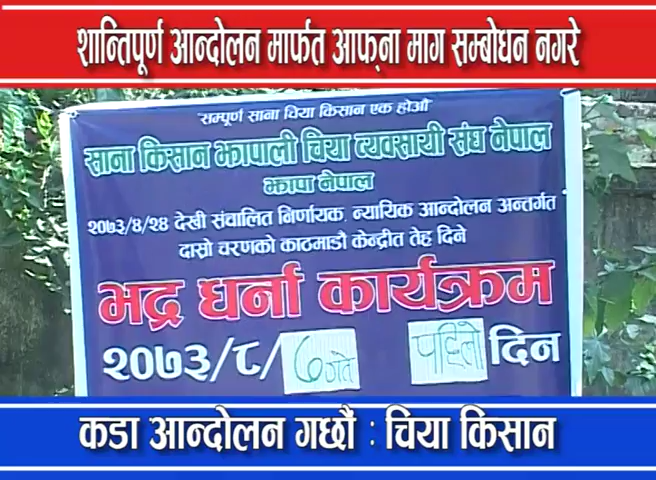 शान्तिपूर्ण आन्दोलन मार्फत आफ्ना माग सम्बोधन नगरे
"सम्पूर्ण साना चिया किसान एक होऔं"
साना किसान झापाली चिया व्यवसायी संघ नेपाल
झापा नेपाल
२०७३/४/२४ देखी संचालित निर्णायक, न्यायिक आन्दोलन अन्तर्गत
दोस्रो चरणको काठमाडौं केन्द्रीत तेह्र दिने
भद्र धर्ना कार्यक्रम
२०७३/८/७ गते पहिलो दिन
कडा आन्दोलन गर्छौं : चिया किसान